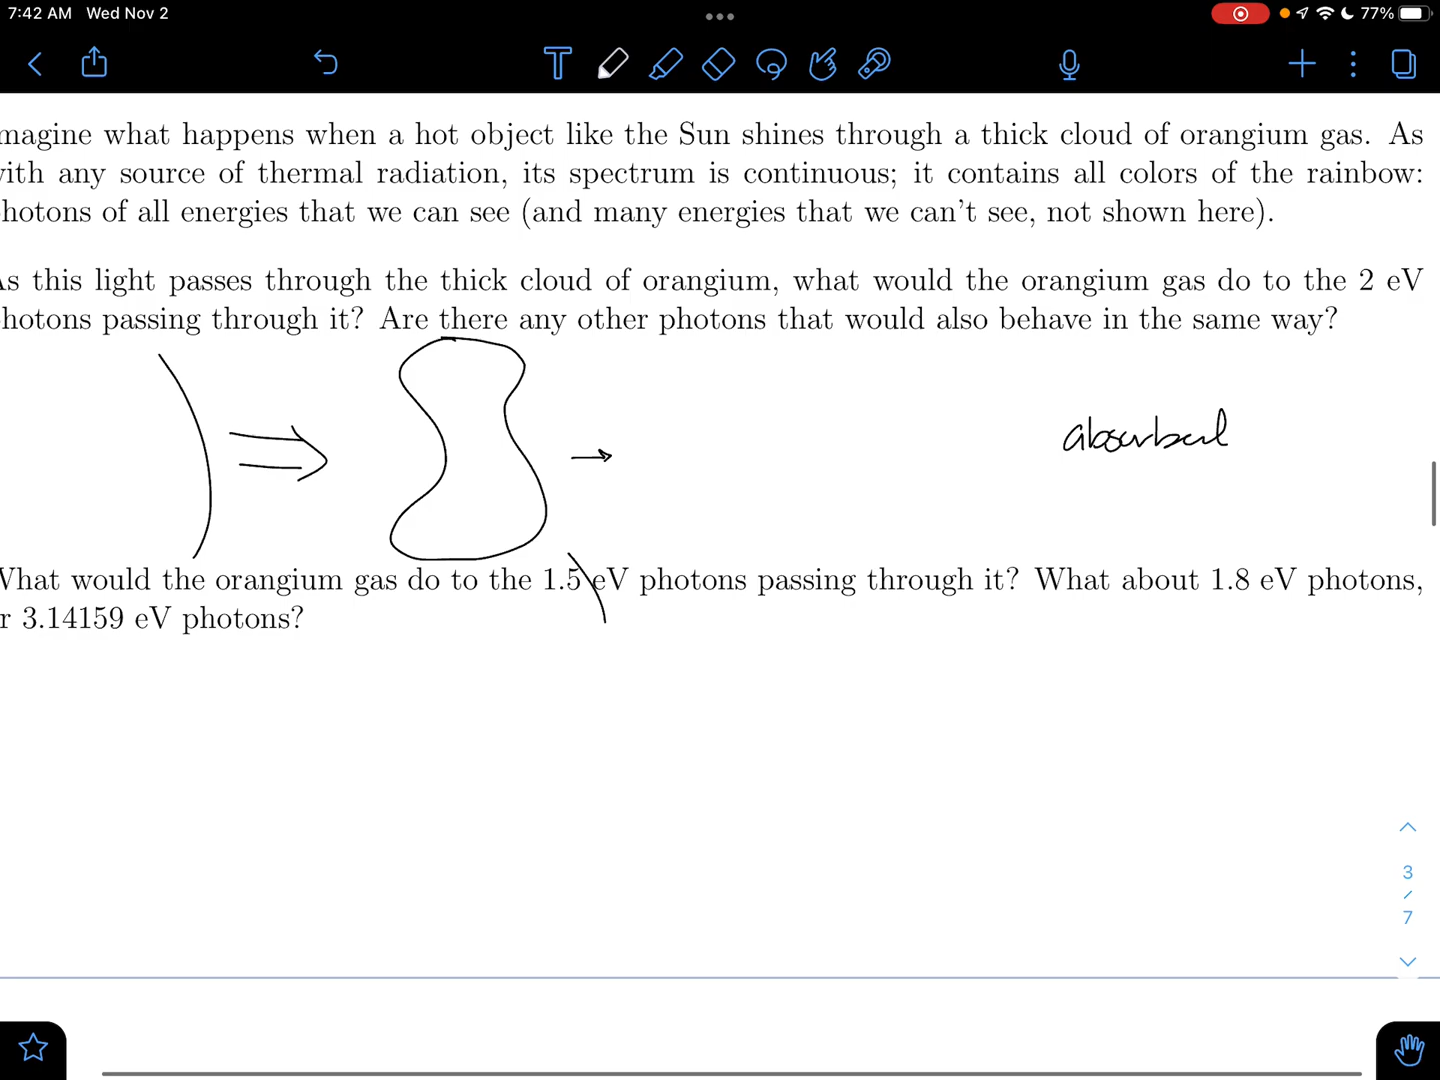 7:42 AM Wed Nov 2
77%
magine what happens when a hot object like the Sun shines through a thick cloud of orangium gas. As
ith any source of thermal radiation, its spectrum is continuous; it contains all colors of the rainbow:
hotons of all energies that we can see (and many energies that we can't see, not shown here).
s this light passes through the thick cloud of orangium, what would the orangium gas do to the 2 eV
hotons passing through it? Are there any other photons that would also behave in the same way?
absorbed
What would the orangium gas do to the 1.5 eV photons passing through it? What about 1.8 eV photons,
r 3.14159 eV photons?
3
/
7